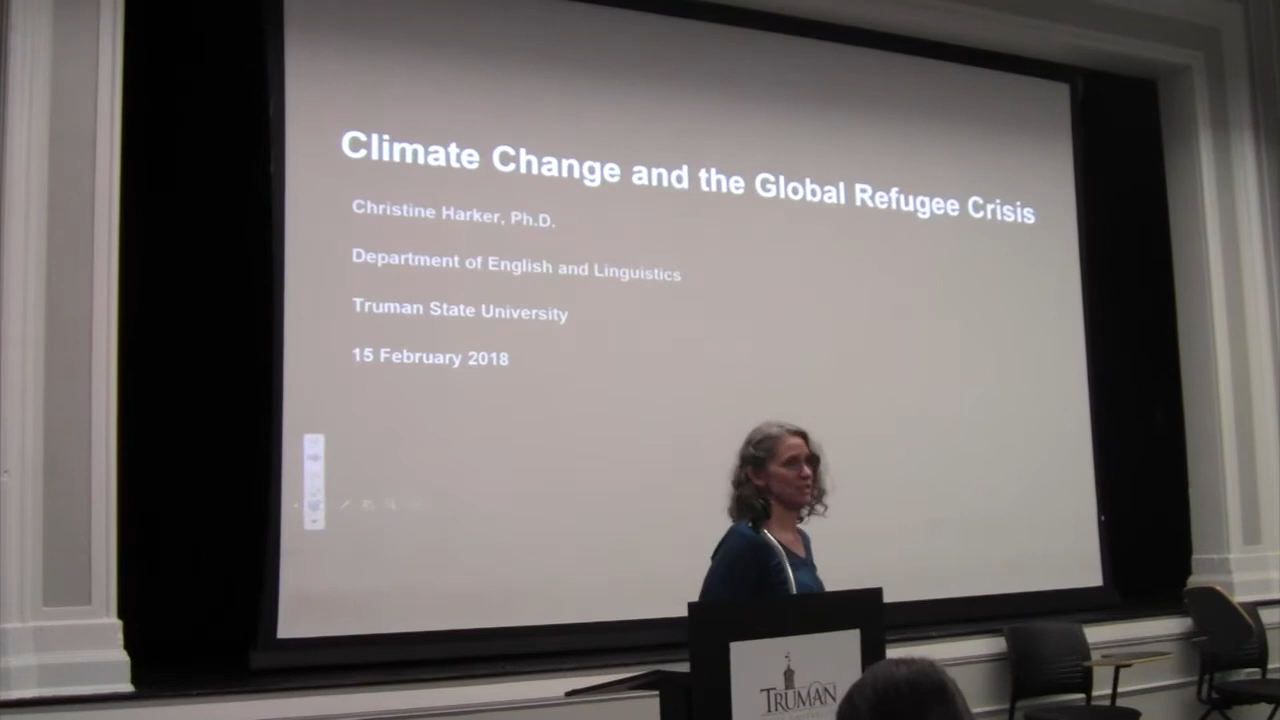 Climate Change and the Global Refugee Crisis
Christine Harker, Ph.D.
Department of English and Linguistics
Truman State University
15 February 2018
TRUMAN